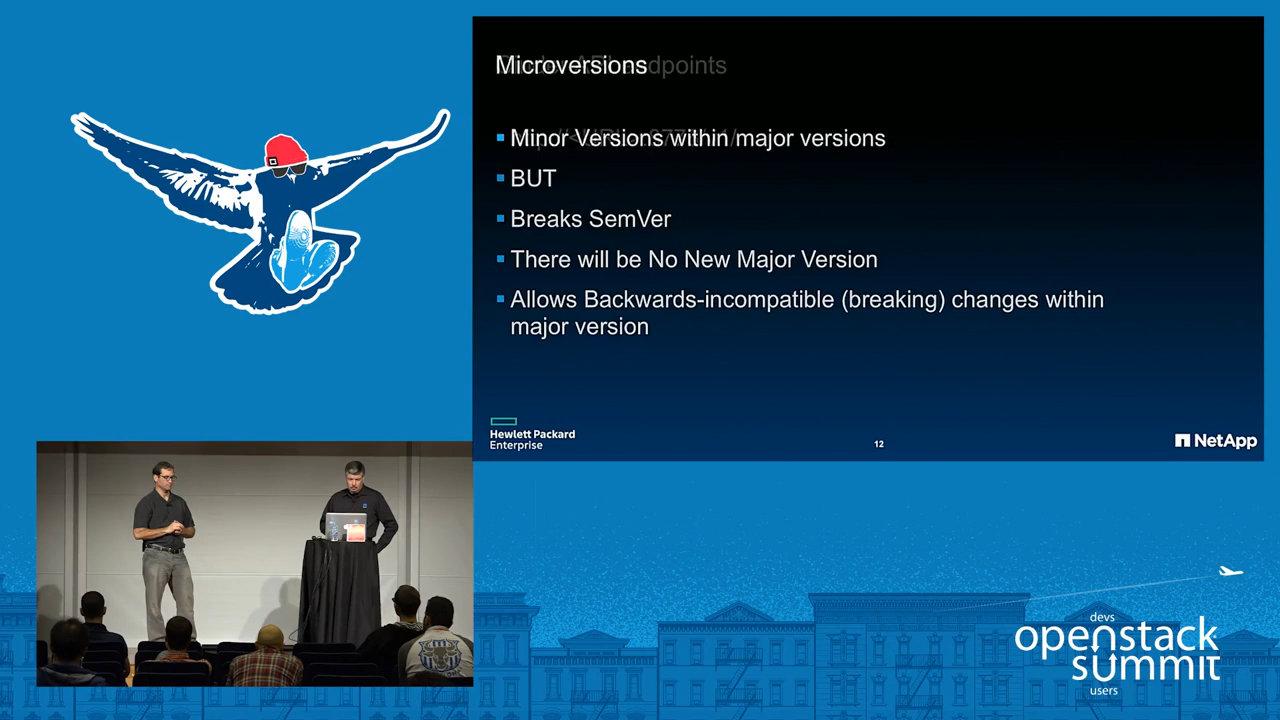 Microversions
dpoints
Minor Versions within major versions
BUT
Breaks SemVer
There will be No New Major Version
Allows Backwards-incompatible (breaking) changes within
major version
Hewlett Packard
Enterprise
12
NetApp
devs
openstack
summit
users